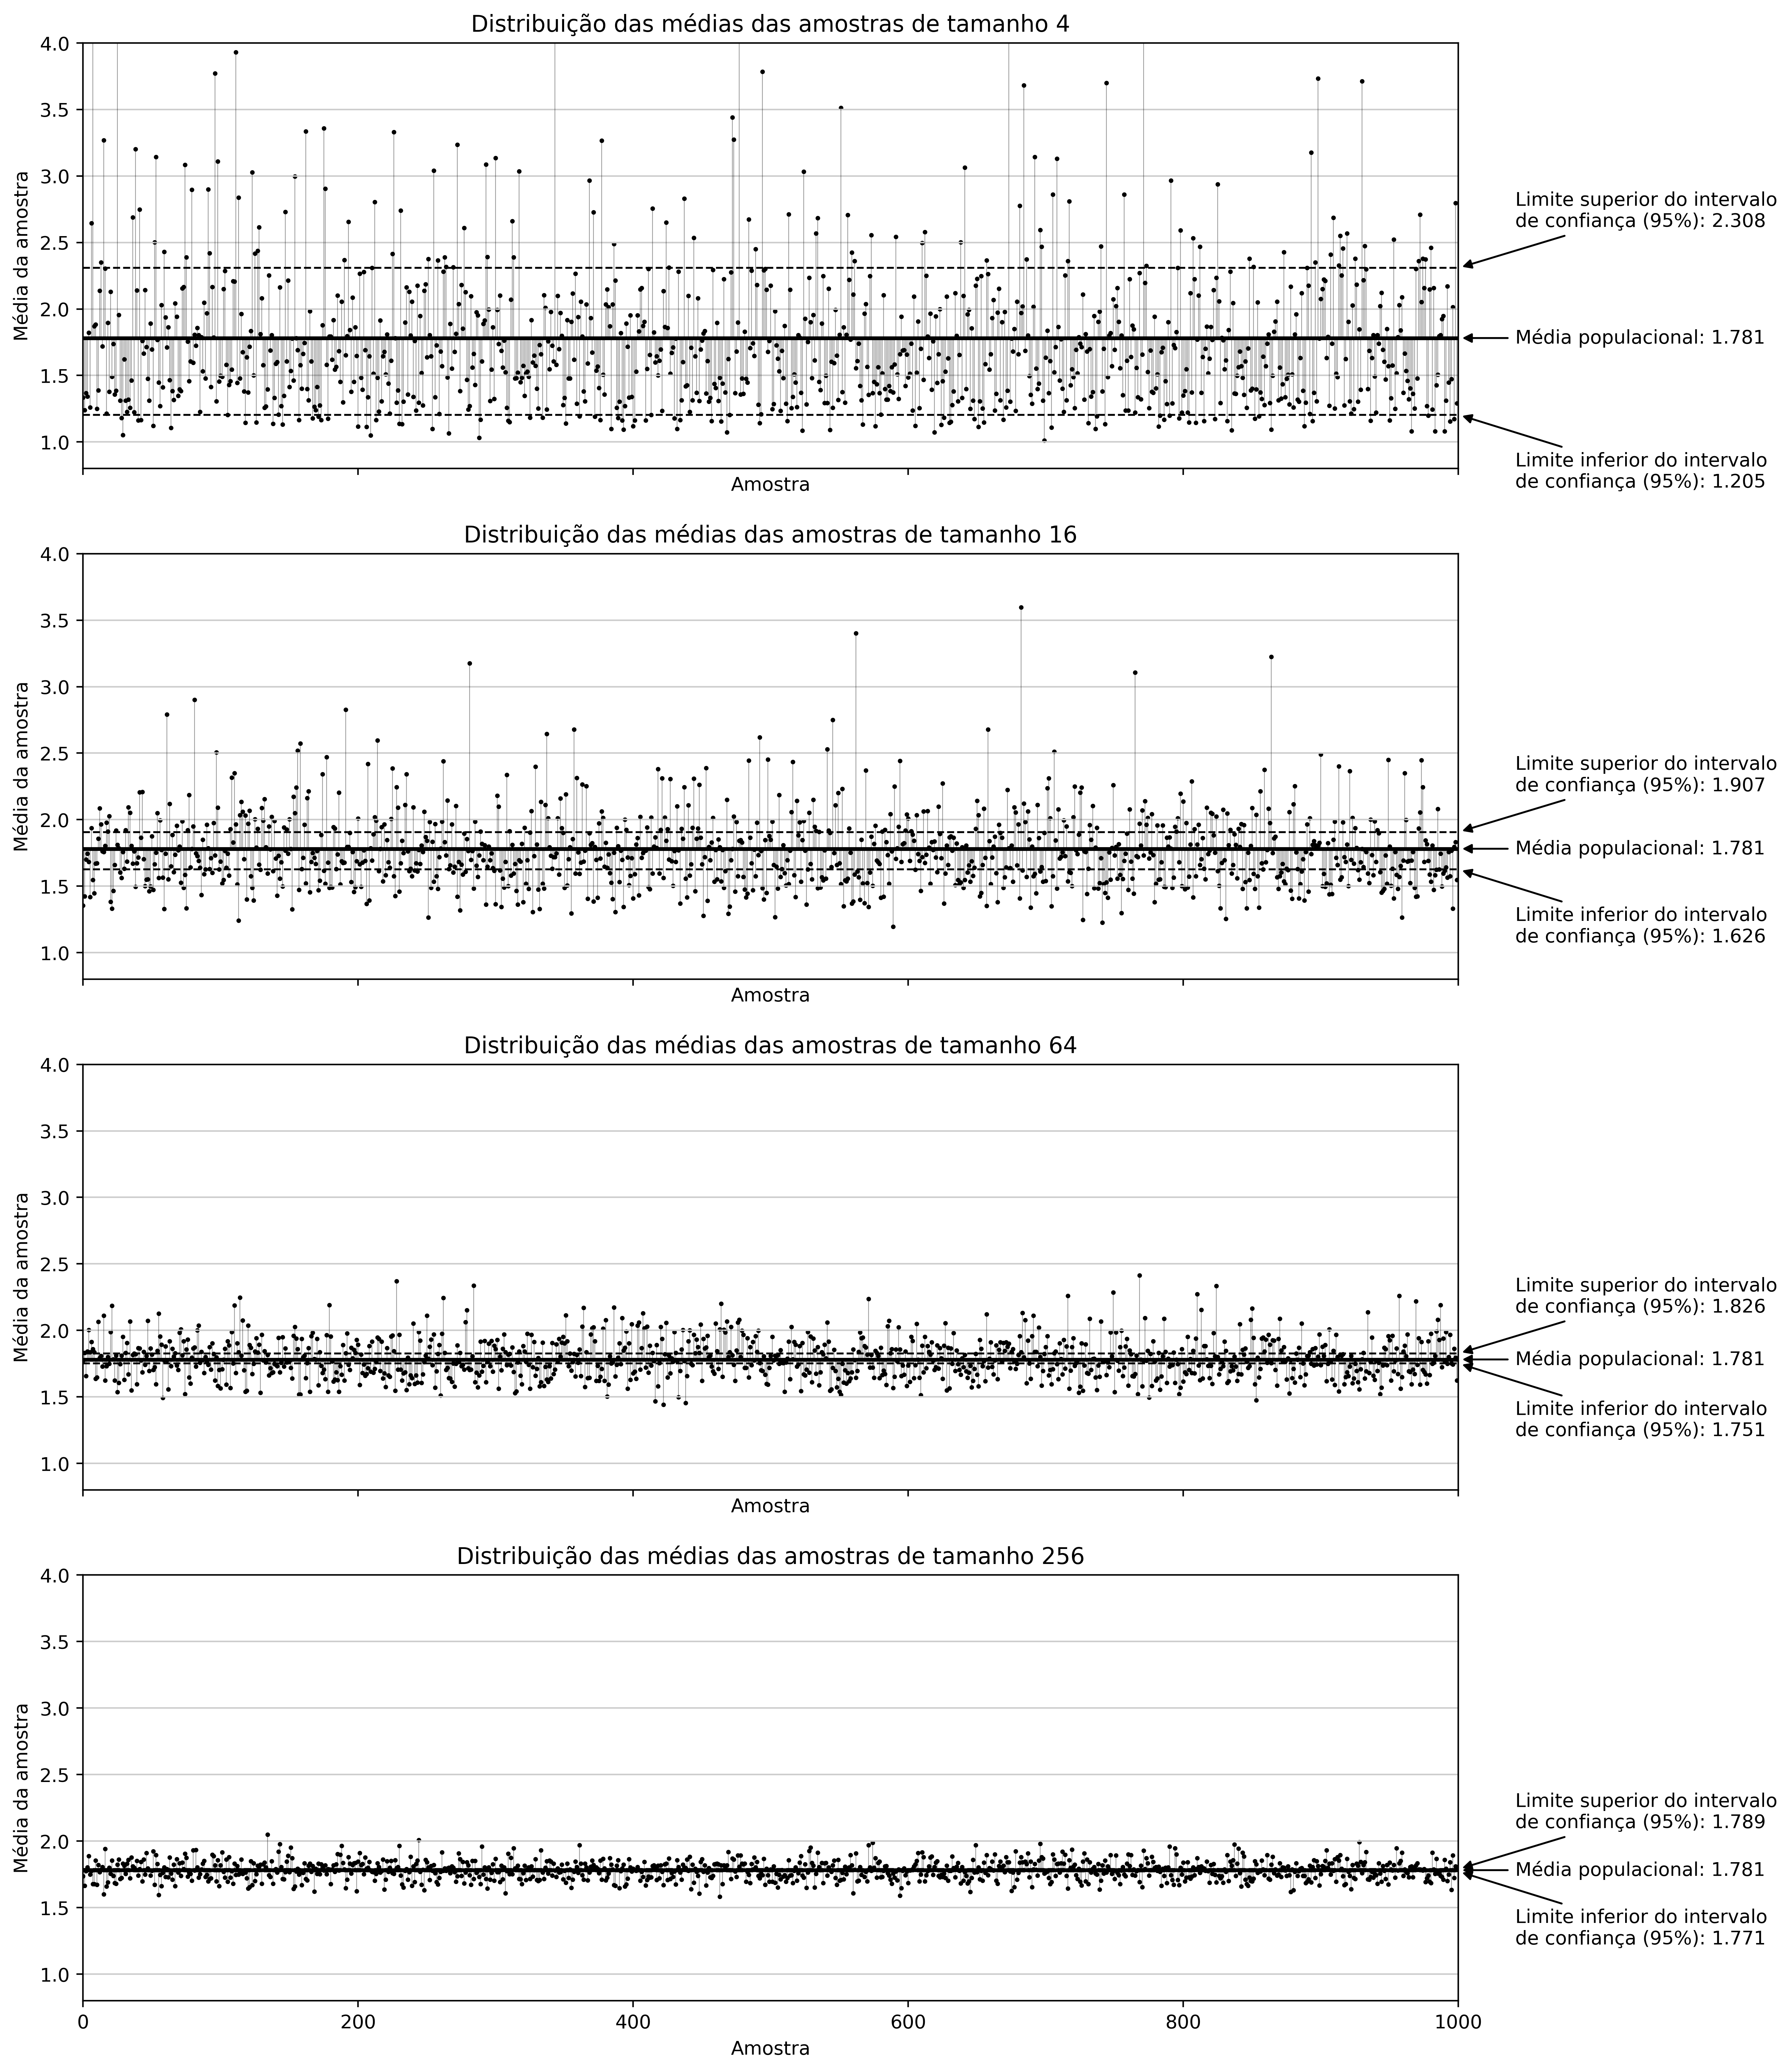 Distribuição das médias das amostras de tamanho 4
4.0
3.5
3.0
2.5
2.0
1.5
1.0
Média da amostra
Amostra
Limite superior do intervalo
de confiança (95%): 2.308
Média populacional: 1.781
Limite inferior do intervalo
de confiança (95%): 1.205
Distribuição das médias das amostras de tamanho 16
4.0
3.5
3.0
2.5
2.0
1.5
1.0
Média da amostra
Amostra
Limite superior do intervalo
de confiança (95%): 1.907
Média populacional: 1.781
Limite inferior do intervalo
de confiança (95%): 1.626
Distribuição das médias das amostras de tamanho 64
4.0
3.5
3.0
2.5
2.0
1.5
1.0
Média da amostra
Amostra
Limite superior do intervalo
de confiança (95%): 1.826
Média populacional: 1.781
Limite inferior do intervalo
de confiança (95%): 1.751
Distribuição das médias das amostras de tamanho 256
4.0
3.5
3.0
2.5
2.0
1.5
1.0
Média da amostra
0 200 400 600 800 1000
Amostra
Limite superior do intervalo
de confiança (95%): 1.789
Média populacional: 1.781
Limite inferior do intervalo
de confiança (95%): 1.771